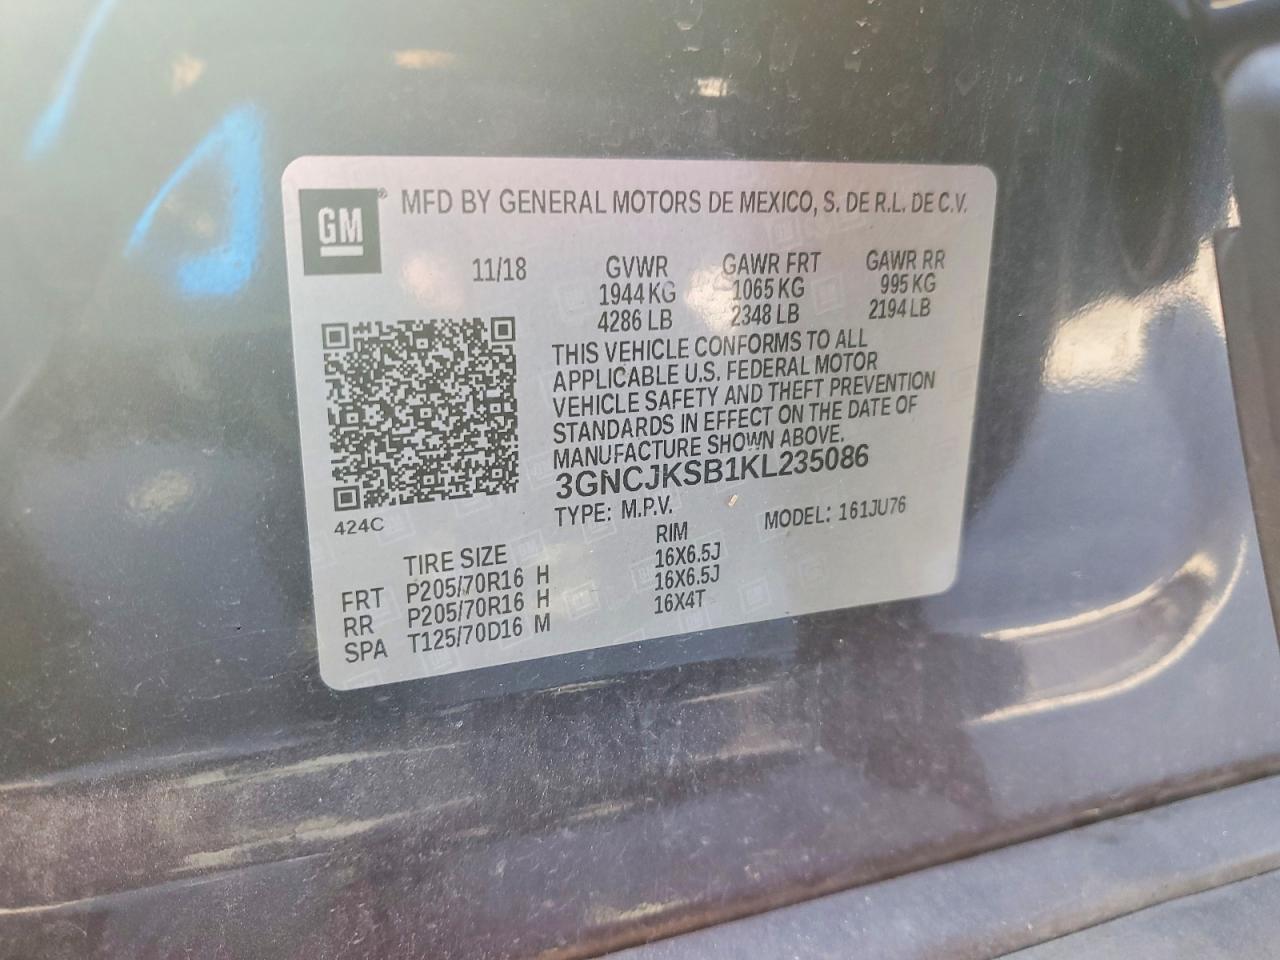 GM® MFD BY GENERAL MOTORS DE MEXICO, S. DE R.L. DE C.V.
11/18 GVWR GAWR FRT GAWR RR
1944 KG 1065 KG 995 KG
4286 LB 2348 LB 2194 LB
THIS VEHICLE CONFORMS TO ALL
APPLICABLE U.S. FEDERAL MOTOR
VEHICLE SAFETY AND THEFT PREVENTION
STANDARDS IN EFFECT ON THE DATE OF
MANUFACTURE SHOWN ABOVE.
3GNCJKSB1KL235086
424C
TYPE: M.P.V. MODEL: 161JU76
TIRE SIZE RIM
FRT P205/70R16 H 16X6.5J
RR P205/70R16 H 16X6.5J
SPA T125/70D16 M 16X4T